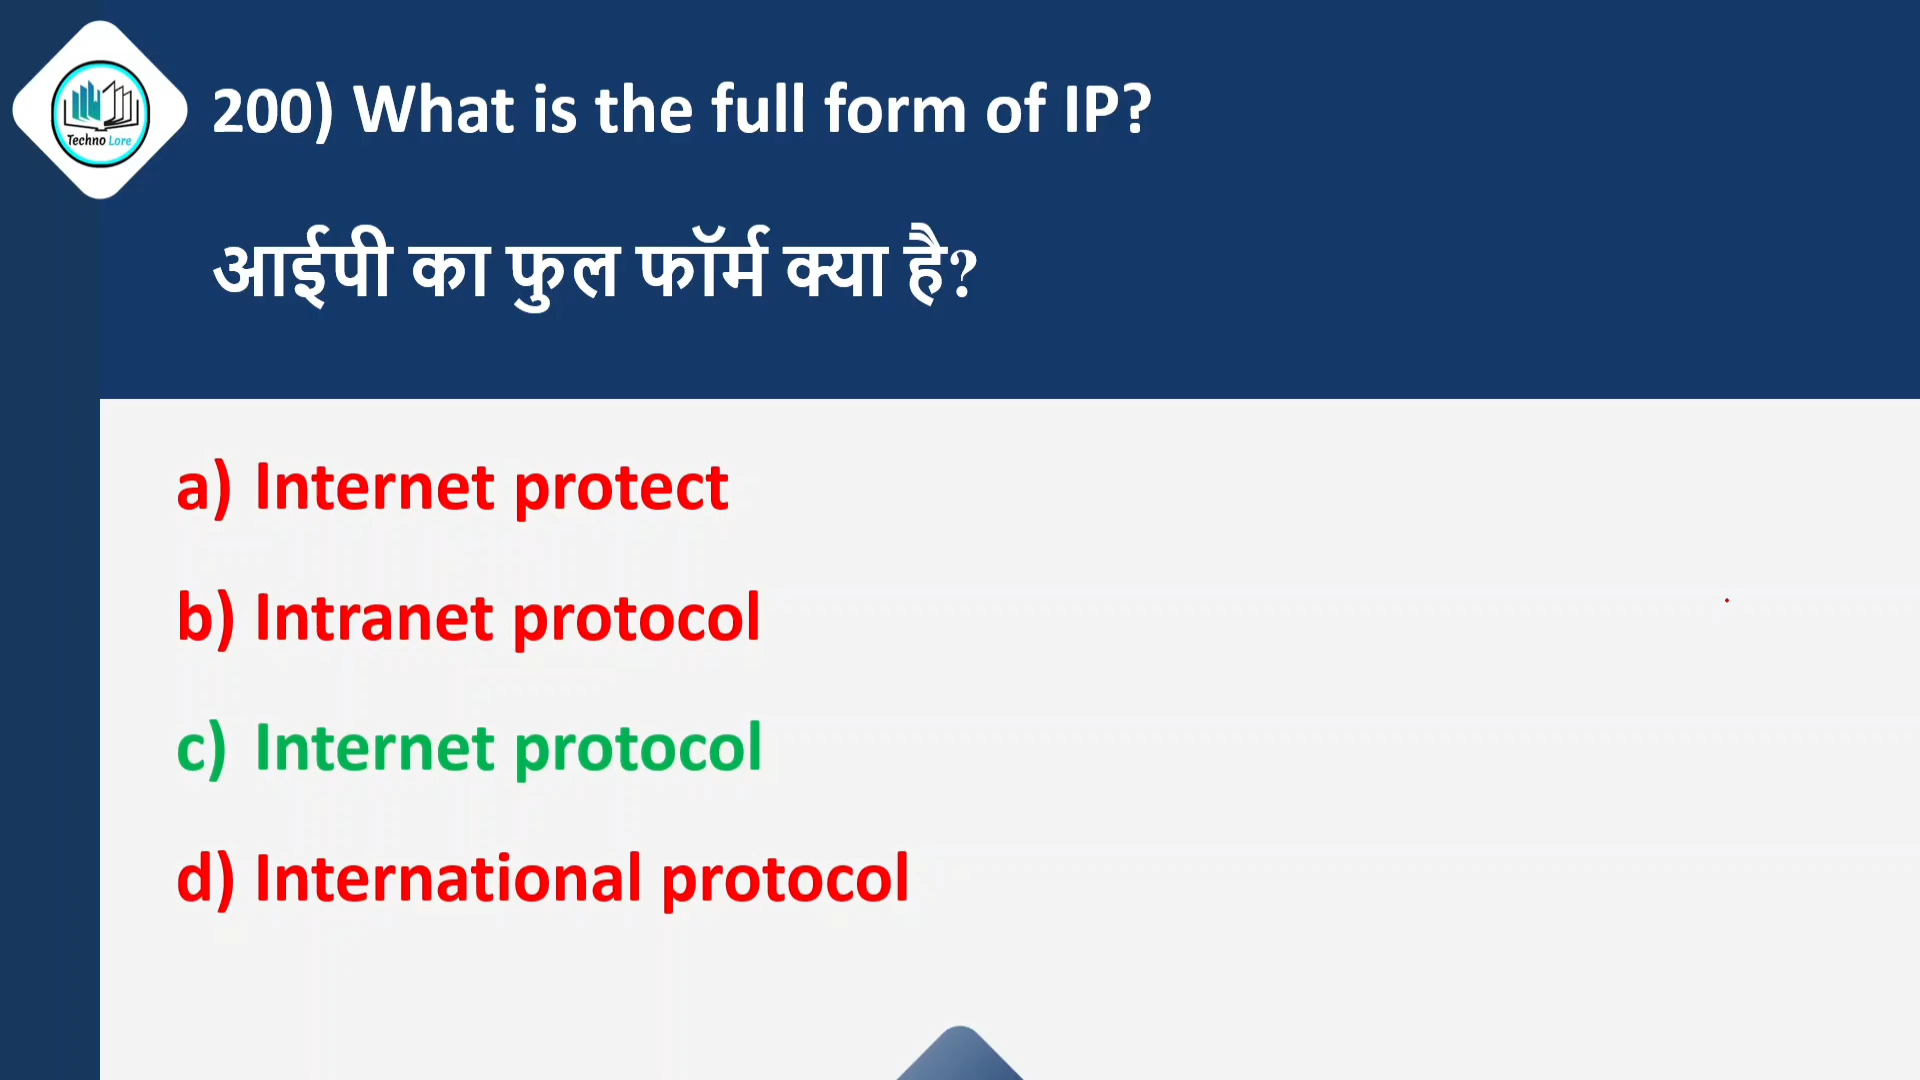 Techno Lore
200) What is the full form of IP?
आईपी का फुल फॉर्म क्या है?
a) Internet protect
b) Intranet protocol
c) Internet protocol
d) International protocol